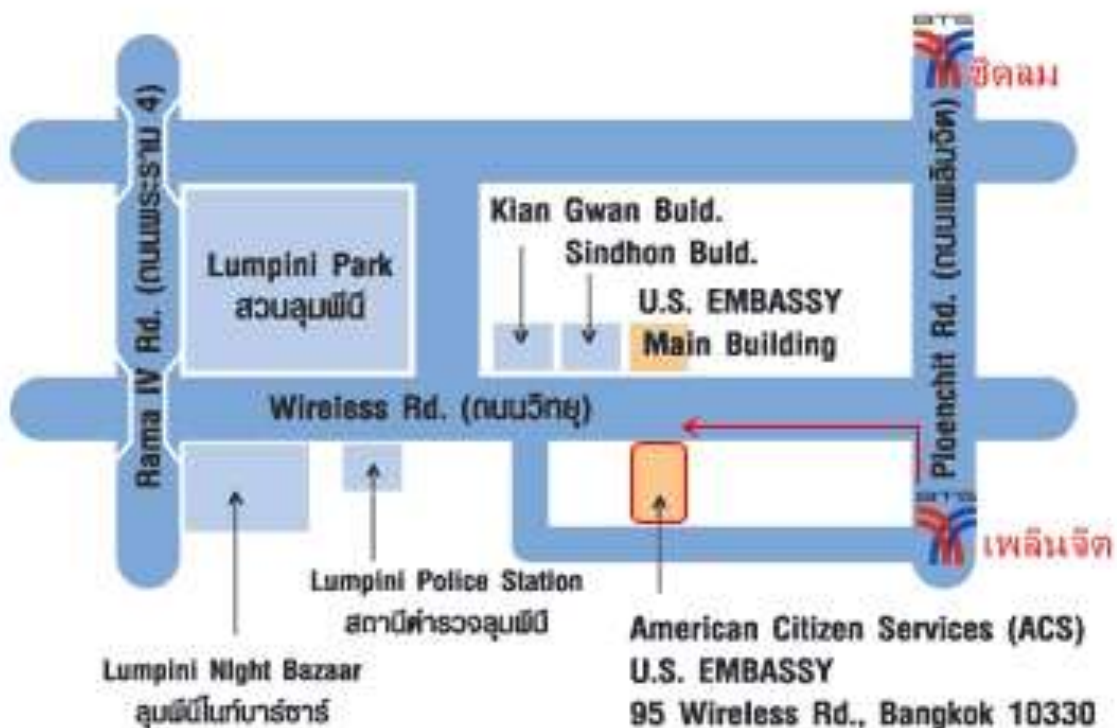 BTS
ชิดลม
Rama IV Rd. (ถนนพระราม 4)
Ploenchit Rd. (ถนนเพลินจิต)
Kian Gwan Buld.
Sindhon Buld.
Lumpini Park
สวนลุมพินี
U.S. EMBASSY
Main Building
Wireless Rd. (ถนนวิทยุ)
BTS
เพลินจิต
Lumpini Police Station
สถานีตำรวจลุมพินี
Lumpini Night Bazaar
ลุมพินีไนท์บาร์ซาร์
American Citizen Services (ACS)
U.S. EMBASSY
95 Wireless Rd., Bangkok 10330